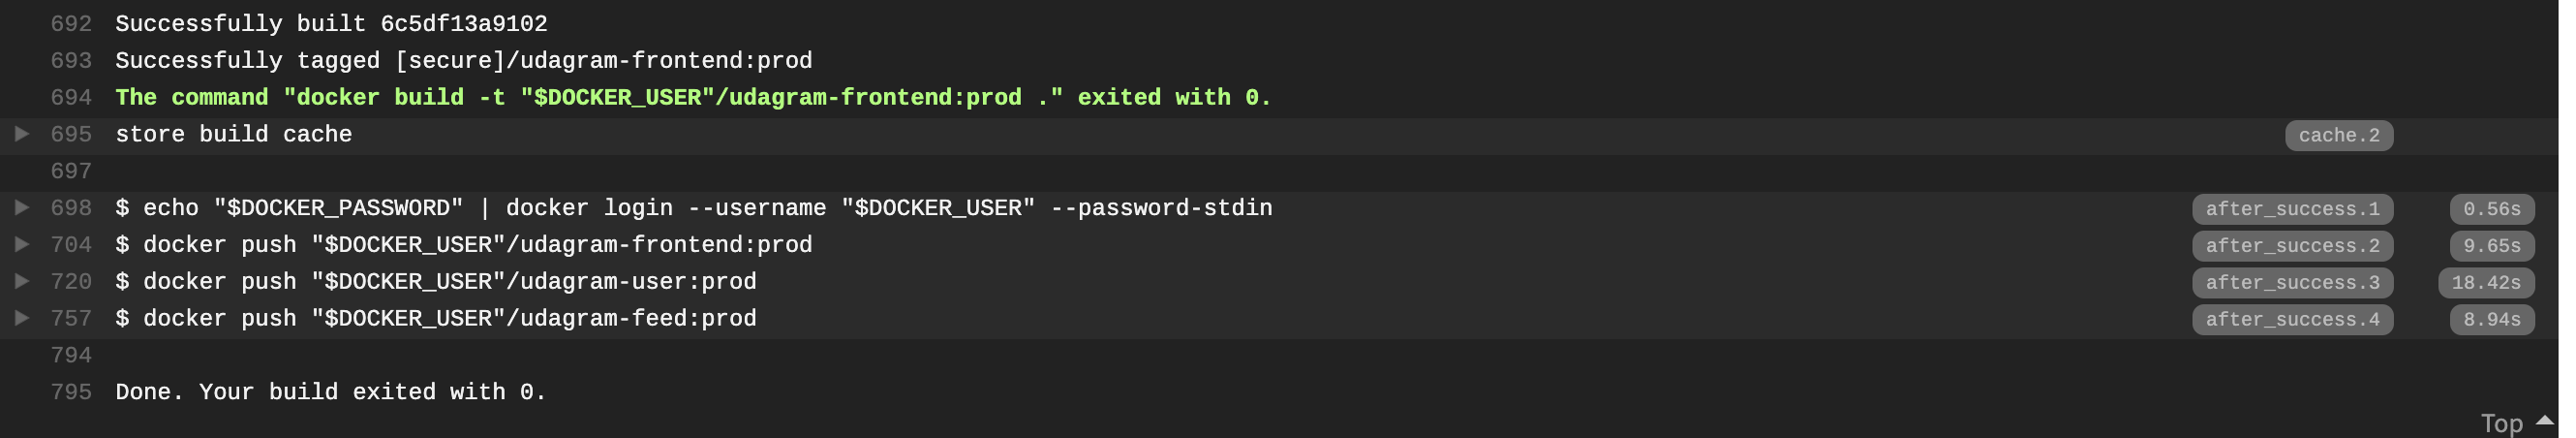 692 Successfully built 6c5df13a9102
693 Successfully tagged [secure]/udagram-frontend:prod
694 The command "docker build -t "$DOCKER_USER"/udagram-frontend:prod ." exited with 0.
695 store build cache cache.2
697
698 $ echo "$DOCKER_PASSWORD" | docker login --username "$DOCKER_USER" --password-stdin after_success.1 0.56s
704 $ docker push "$DOCKER_USER"/udagram-frontend:prod after_success.2 9.65s
720 $ docker push "$DOCKER_USER"/udagram-user:prod after_success.3 18.42s
757 $ docker push "$DOCKER_USER"/udagram-feed:prod after_success.4 8.94s
794
795 Done. Your build exited with 0.
Top